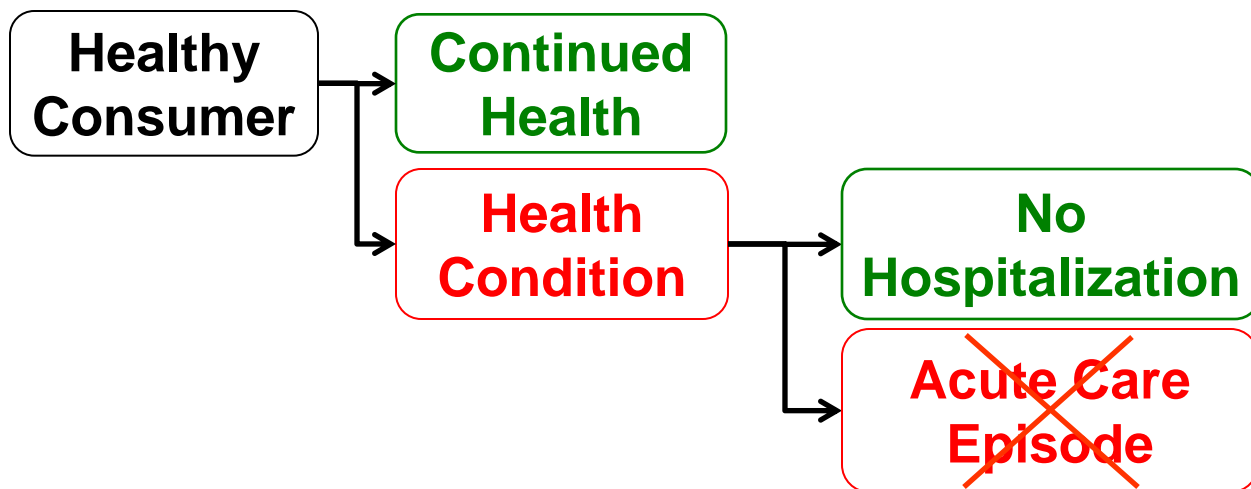 Healthy
Consumer
Continued
Health
Health
Condition
No
Hospitalization
Acute Care
Episode